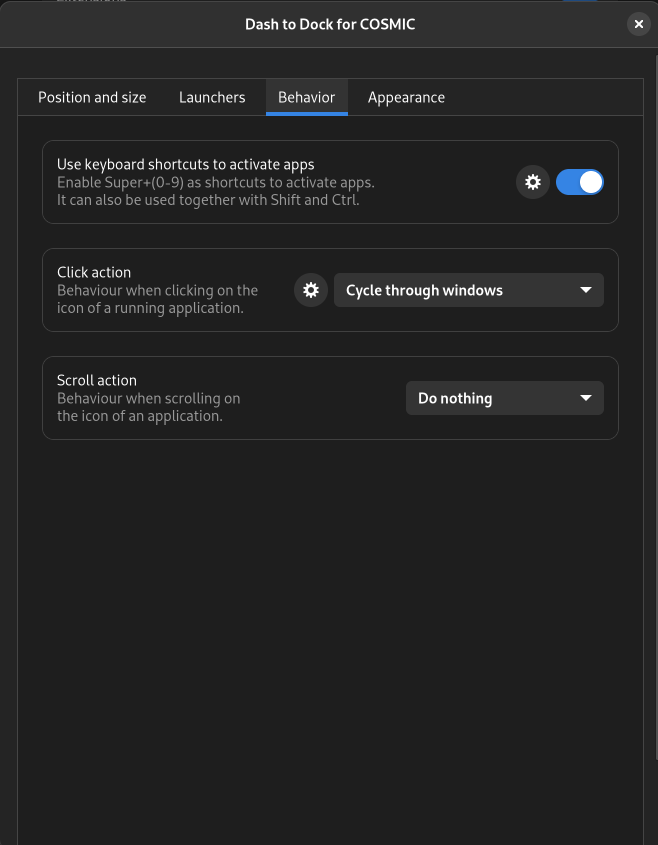 Dash to Dock for COSMIC
Position and size
Launchers
Behavior
Appearance
Use keyboard shortcuts to activate apps
Enable Super+(0-9) as shortcuts to activate apps.
It can also be used together with Shift and Ctrl.
Click action
Behaviour when clicking on the
icon of a running application.
Cycle through windows
Scroll action
Behaviour when scrolling on
the icon of an application.
Do nothing